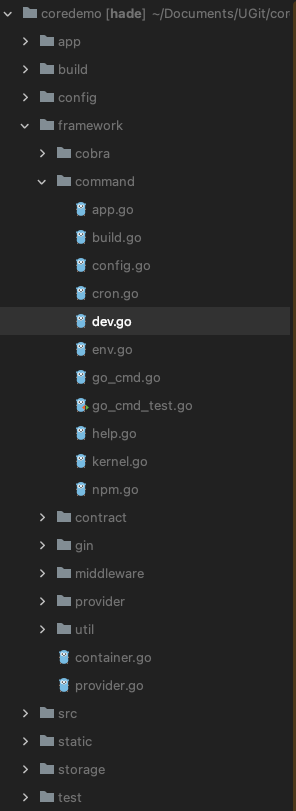 coredemo [hade] ~/Documents/UGit/cor
app
build
config
framework
cobra
command
app.go
build.go
config.go
cron.go
dev.go
env.go
go_cmd.go
go_cmd_test.go
help.go
kernel.go
npm.go
contract
gin
middleware
provider
util
container.go
provider.go
src
static
storage
test